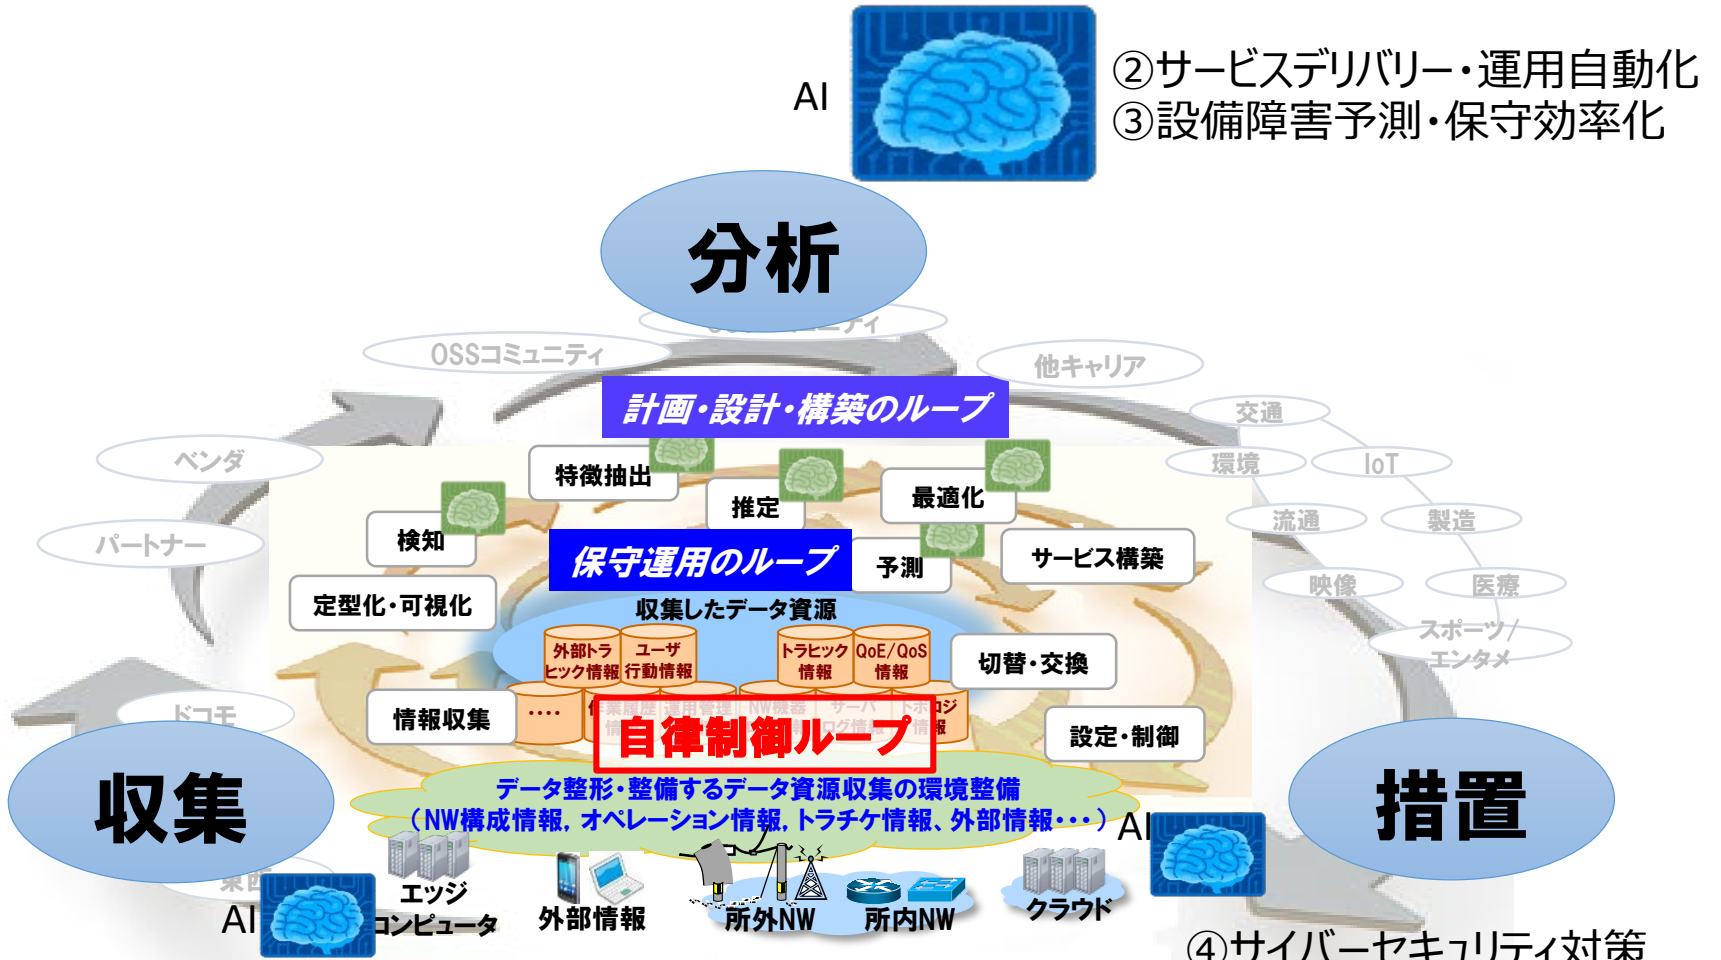 AI
②サービスデリバリー・運用自動化
③設備障害予測・保守効率化
分析
OSSコミュニティ
他キャリア
計画・設計・構築のループ
交通
ベンダ
環境
IoT
特徴抽出
推定
最適化
流通
製造
パートナー
検知
保守運用のループ
予測
サービス構築
映像
医療
定型化・可視化
収集したデータ資源
スポーツ/
エンタメ
外部トラ
ヒック情報
ユーザ
行動情報
トラヒック
情報
QoE/QoS
情報
切替・交換
ドコモ
情報収集
‥‥
自律制御ループ
設定・制御
収集
措置
データ整形・整備するデータ資源収集の環境整備
（NW構成情報, オペレーション情報, トラチケ情報、外部情報・・・）
AI
エッジ
コンピュータ
外部情報
所外NW
所内NW
クラウド
AI
④サイバーセキュリティ対策